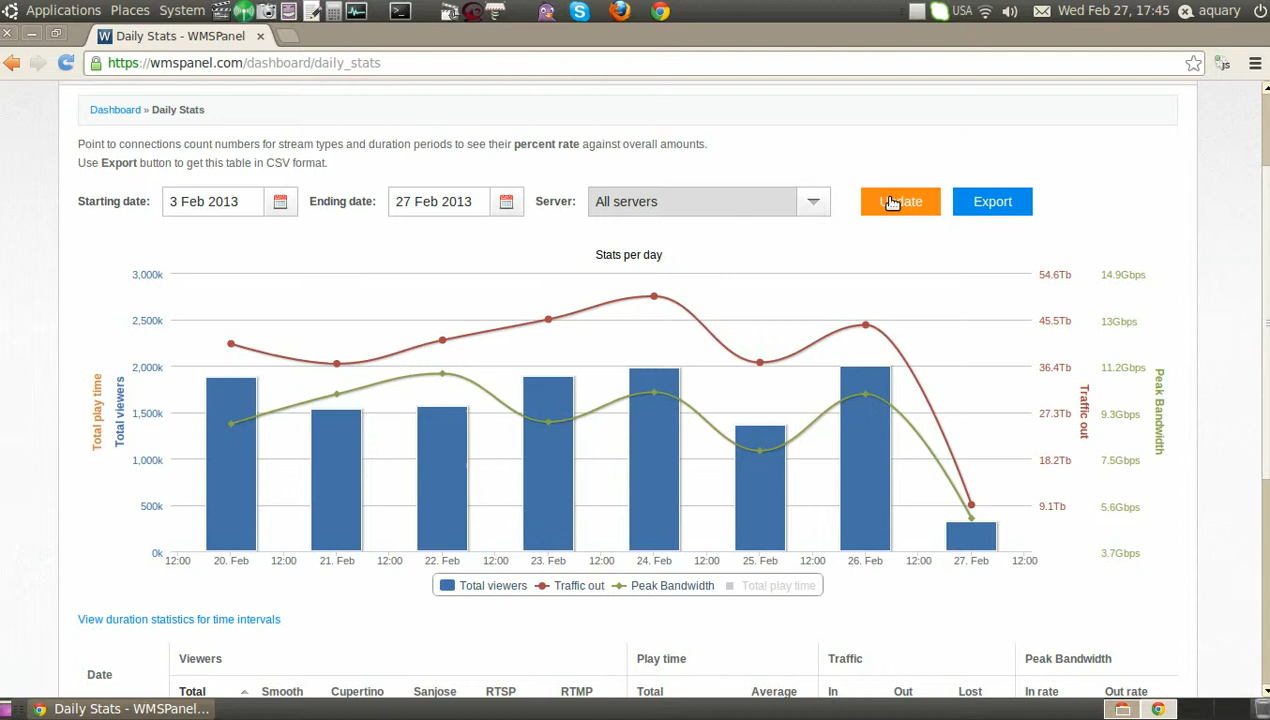 Applications Places System USA Wed Feb 27, 17:45 aquary
Daily Stats - WMSPanel
https://wmspanel.com/dashboard/daily_stats
Dashboard » Daily Stats
Point to connections count numbers for stream types and duration periods to see their percent rate against overall amounts.
Use Export button to get this table in CSV format.
Starting date: 3 Feb 2013 Ending date: 27 Feb 2013 Server: All servers Update Export
Stats per day
3,000k 54.6Tb 14.9Gbps
2,500k 45.5Tb 13Gbps
2,000k 36.4Tb 11.2Gbps
1,500k 27.3Tb 9.3Gbps
1,000k 18.2Tb 7.5Gbps
500k 9.1Tb 5.6Gbps
0k 3.7Gbps
Total play time
Total viewers
Traffic out
Peak Bandwidth
12:00 20. Feb 12:00 21. Feb 12:00 22. Feb 12:00 23. Feb 12:00 24. Feb 12:00 25. Feb 12:00 26. Feb 12:00 27. Feb 12:00
Total viewers Traffic out Peak Bandwidth Total play time
View duration statistics for time intervals
Date Viewers Play time Traffic Peak Bandwidth
Total Smooth Cupertino Sanjose RTSP RTMP Total Average In Out Lost In rate Out rate
Daily Stats - WMSPanel...